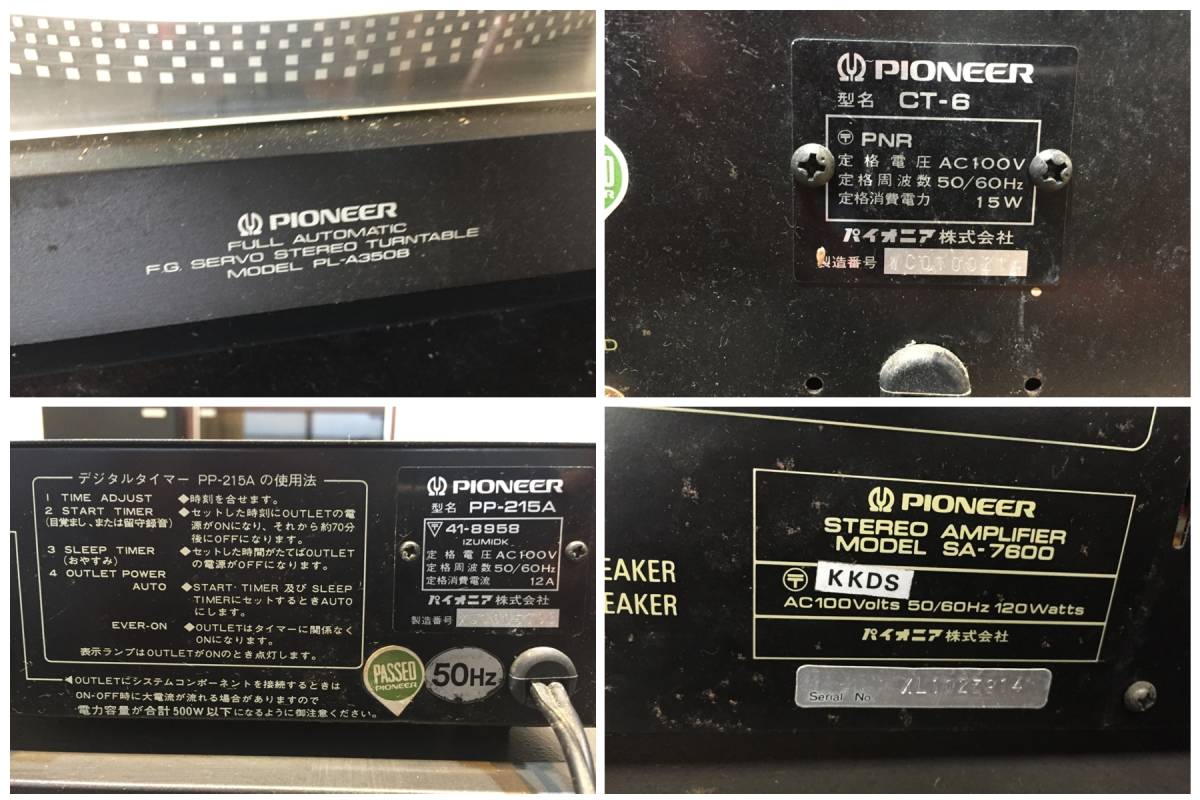 PIONEER
FULL AUTOMATIC
F.G. SERVO STEREO TURNTABLE
MODEL PL-A350B
PIONEER
型名 CT-6
〒 PNR
定格電圧 AC100V
定格周波数 50/60Hz
定格消費電力 15W
パイオニア株式会社
製造番号
デジタルタイマー PP-215A の使用法
1 TIME ADJUST ◆時刻を合せます。
2 START TIMER ◆セットした時刻にOUTLETの電
(目覚まし、または留守録音) 源がONになり、それから約70分
後にOFFになります。
3 SLEEP TIMER ◆セットした時間がたてばOUTLET
(おやすみ) の電源がOFFになります。
4 OUTLET POWER
AUTO ◆START・TIMER 及び SLEEP
TIMERにセットするときAUTO
にします。
EVER-ON ◆OUTLETはタイマーに関係なく
ONになります。
表示ランプはOUTLETがONのとき点灯します。
◀OUTLETにシステムコンポーネントを接続するときは
ON-OFF時に大電流が流れる場合がありますので
電力容量が合計500W以下になるように御注意ください。
PIONEER
型名 PP-215A
〒 41-8958
IZUMIDK
定格電圧 AC100V
定格周波数 50/60Hz
定格消費電流 12A
パイオニア株式会社
製造番号
PASSED
PIONEER
50Hz
EAKER
EAKER
PIONEER
STEREO AMPLIFIER
MODEL SA-7600
〒 KKDS
AC100Volts 50/60Hz 120Watts
パイオニア株式会社
Serial No.